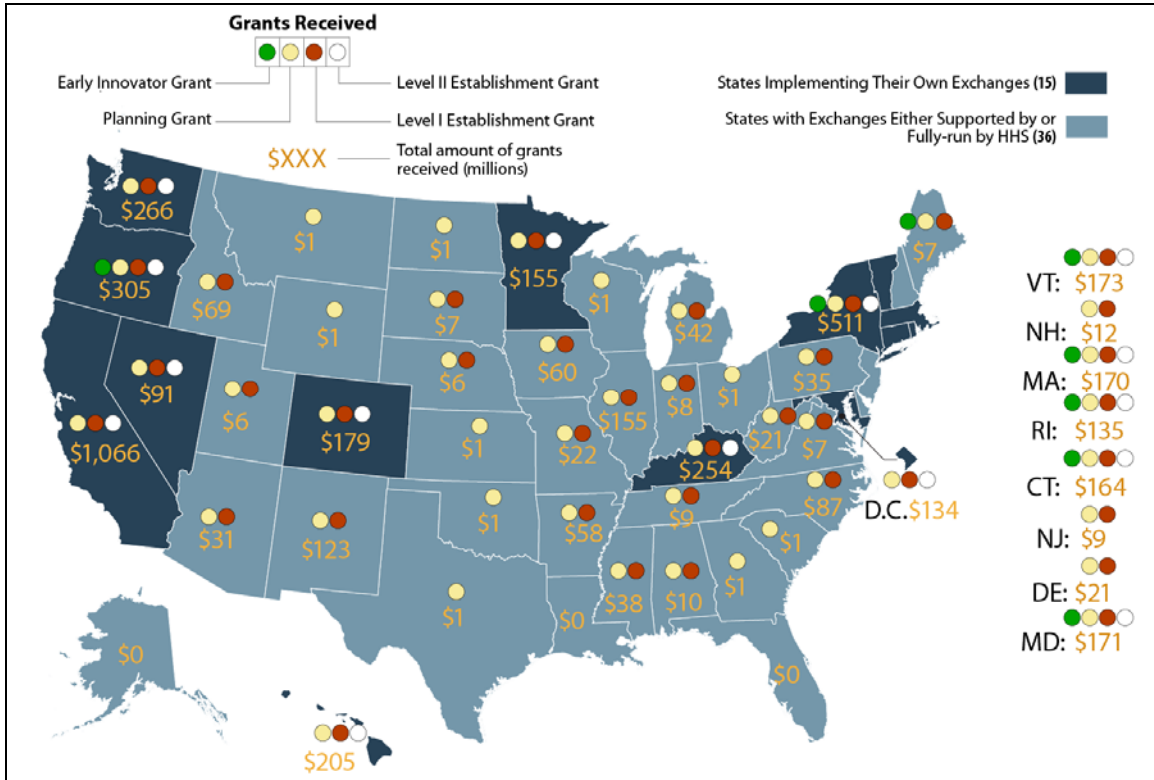 Grants Received
Early Innovator Grant
Level II Establishment Grant
Planning Grant
Level I Establishment Grant
$XXX
Total amount of grants
received (millions)
States Implementing Their Own Exchanges (15)
States with Exchanges Either Supported by or
Fully-run by HHS (36)
$266
$1
$1
$155
$7
$305
$69
$1
$7
$1
$42
$511
$91
$6
$179
$6
$60
$155
$8
$1
$35
$1,066
$1
$22
$254
$21
$7
$31
$123
$1
$58
$9
$87
D.C. $134
$1
$38
$10
$1
$1
$0
$0
$0
$205
VT: $173
NH: $12
MA: $170
RI: $135
CT: $164
NJ: $9
DE: $21
MD: $171